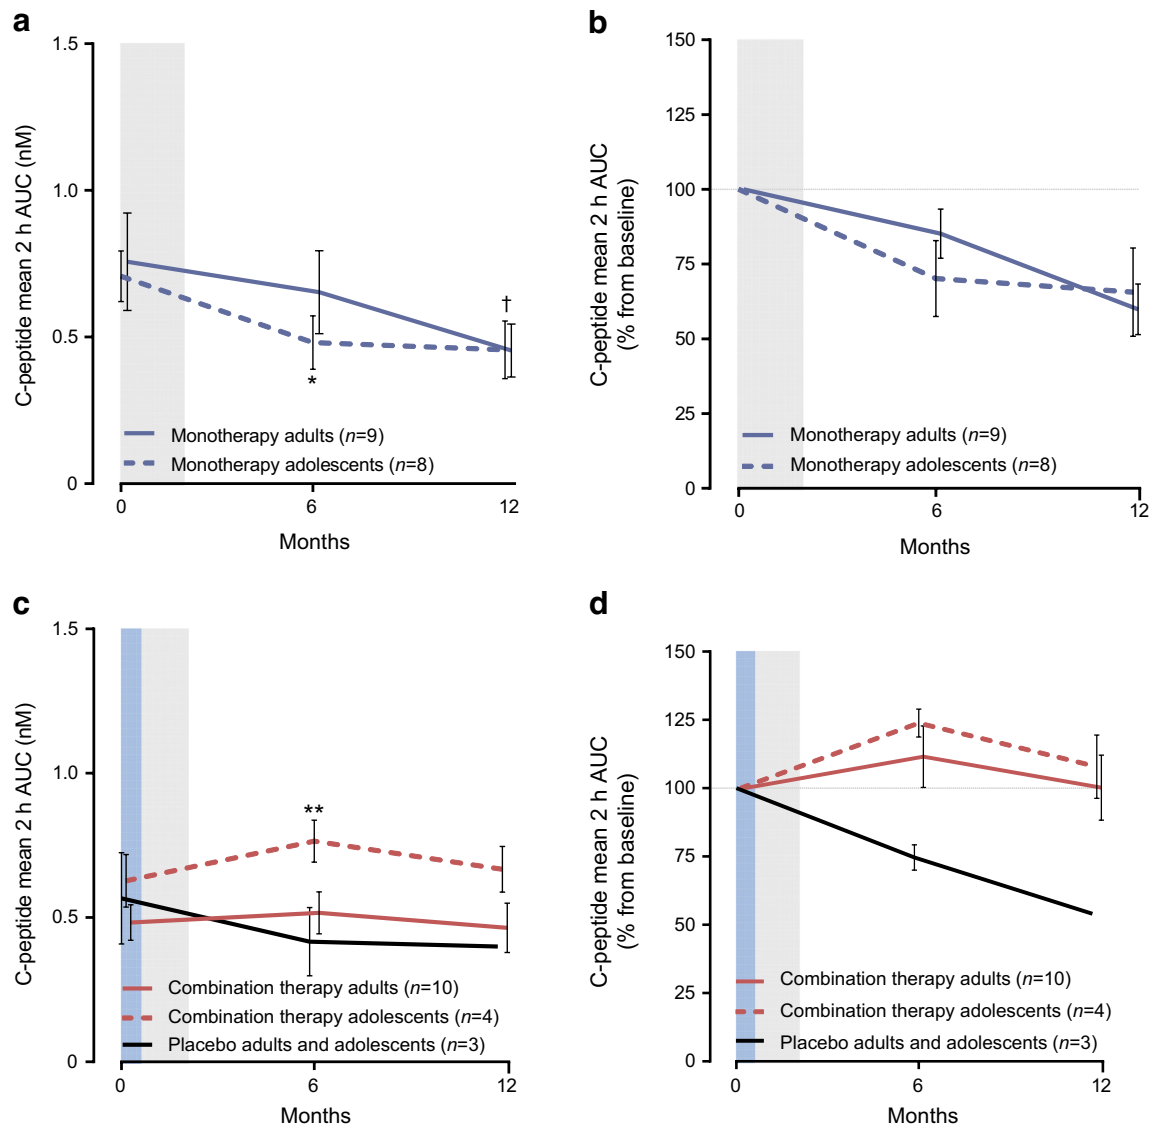 a
C-peptide mean 2 h AUC (nM)
1.5
1.0
0.5
0
*
†
Monotherapy adults (n=9)
Monotherapy adolescents (n=8)
0 6 12
Months
b
C-peptide mean 2 h AUC
(% from baseline)
150
125
100
75
50
25
0
Monotherapy adults (n=9)
Monotherapy adolescents (n=8)
0 6 12
Months
c
C-peptide mean 2 h AUC (nM)
1.5
1.0
0.5
0
**
Combination therapy adults (n=10)
Combination therapy adolescents (n=4)
Placebo adults and adolescents (n=3)
0 6 12
Months
d
C-peptide mean 2 h AUC
(% from baseline)
150
125
100
75
50
25
0
Combination therapy adults (n=10)
Combination therapy adolescents (n=4)
Placebo adults and adolescents (n=3)
0 6 12
Months